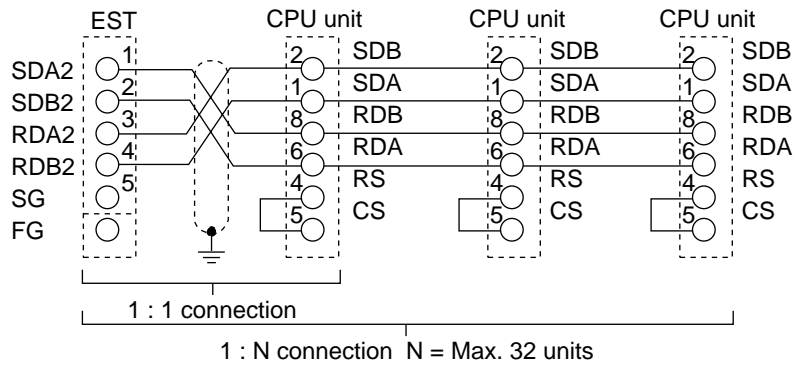 EST CPU unit CPU unit CPU unit
SDA2 1 2 SDB 2 SDB 2 SDB
SDB2 2 1 SDA 1 SDA 1 SDA
RDA2 3 8 RDB 8 RDB 8 RDB
RDB2 4 6 RDA 6 RDA 6 RDA
SG 5 4 RS 4 RS 4 RS
FG 5 CS 5 CS 5 CS
1 : 1 connection
1 : N connection N = Max. 32 units